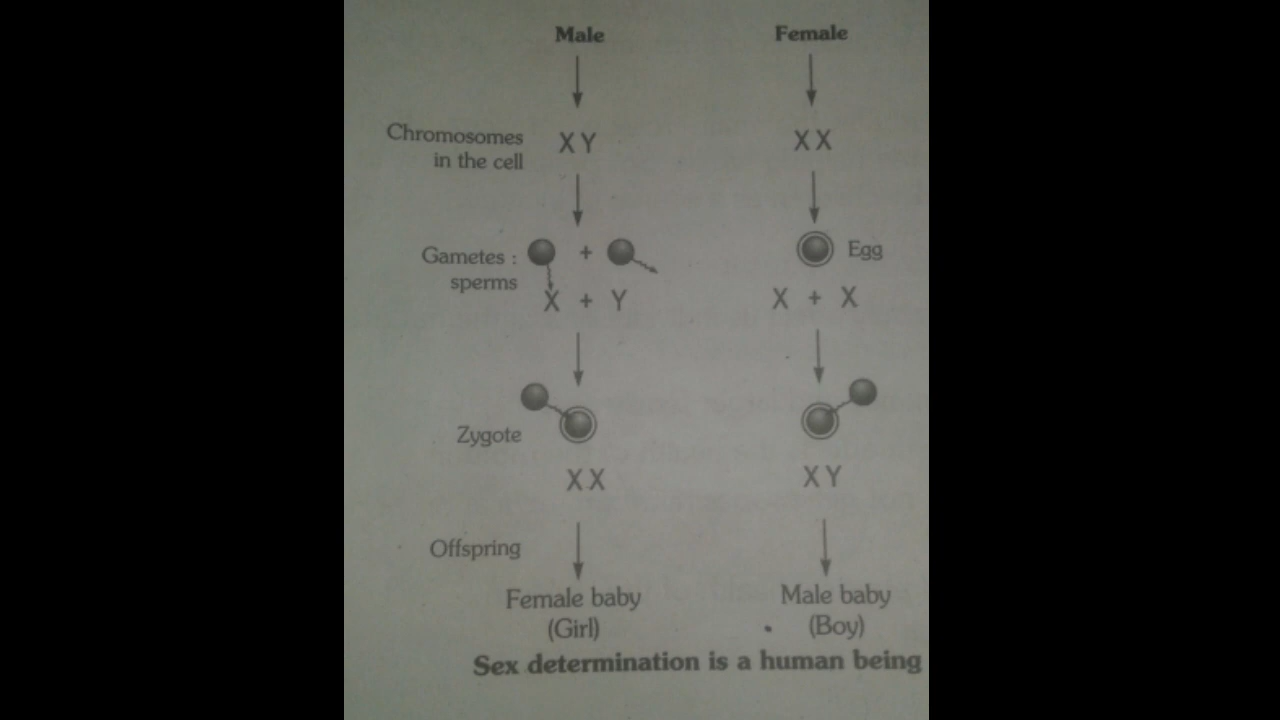 Male Female
Chromosomes XY XX
in the cell
Gametes : + Egg
sperms
X + Y X + X
Zygote
XX XY
Offspring
Female baby Male baby
(Girl) (Boy)
Sex determination is a human being